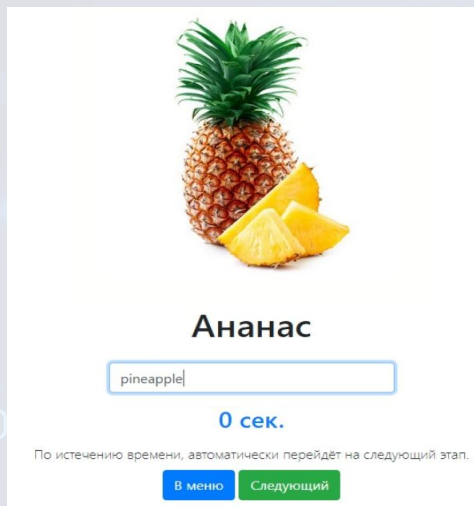 Ананас
pineapple
0 сек.
По истечению времени, автоматически перейдёт на следующий этап.
В меню Следующий